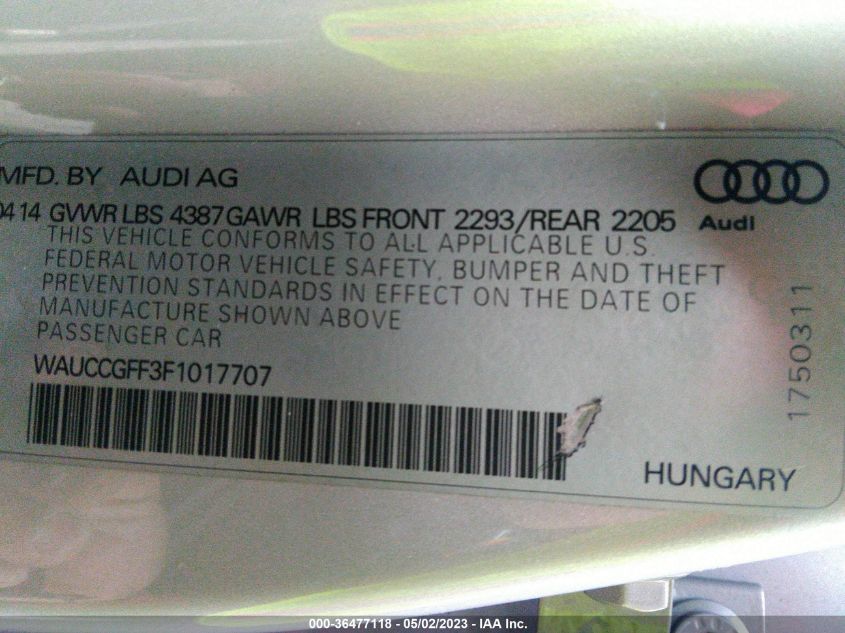 MFD. BY AUDI AG
0414 GVWR LBS 4387 GAWR LBS FRONT 2293/REAR 2205
Audi
THIS VEHICLE CONFORMS TO ALL APPLICABLE U.S.
FEDERAL MOTOR VEHICLE SAFETY, BUMPER AND THEFT
PREVENTION STANDARDS IN EFFECT ON THE DATE OF
MANUFACTURE SHOWN ABOVE
PASSENGER CAR
WAUCCGFF3F1017707
1750311
HUNGARY
000-36477118 - 05/02/2023 - IAA Inc.